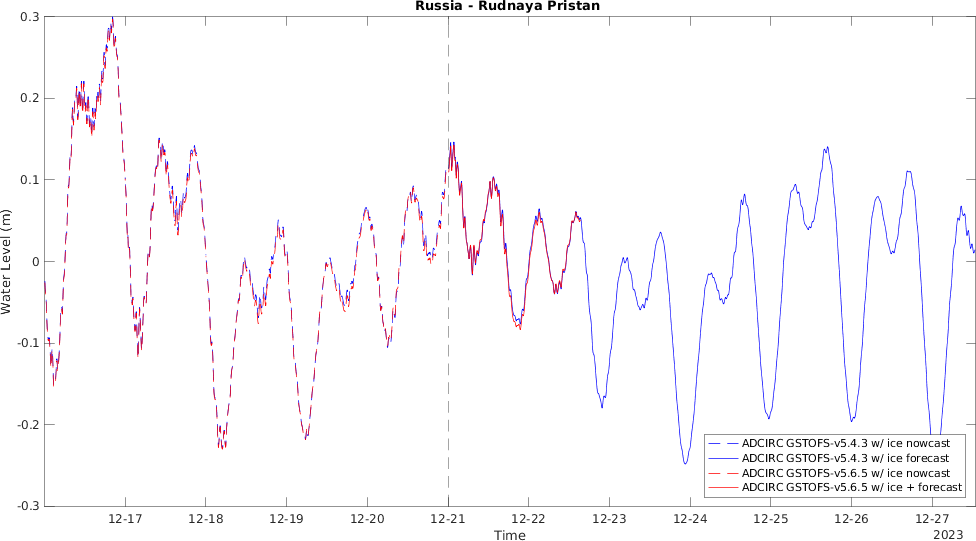 Russia - Rudnaya Pristan
0.3
0.2
0.1
0
-0.1
-0.2
-0.3
Water Level (m)
12-17
12-18
12-19
12-20
12-21
12-22
12-23
12-24
12-25
12-26
12-27
Time
2023
ADCIRC GSTOFS-v5.4.3 w/ ice nowcast
ADCIRC GSTOFS-v5.4.3 w/ ice forecast
ADCIRC GSTOFS-v5.6.5 w/ ice nowcast
ADCIRC GSTOFS-v5.6.5 w/ ice + forecast